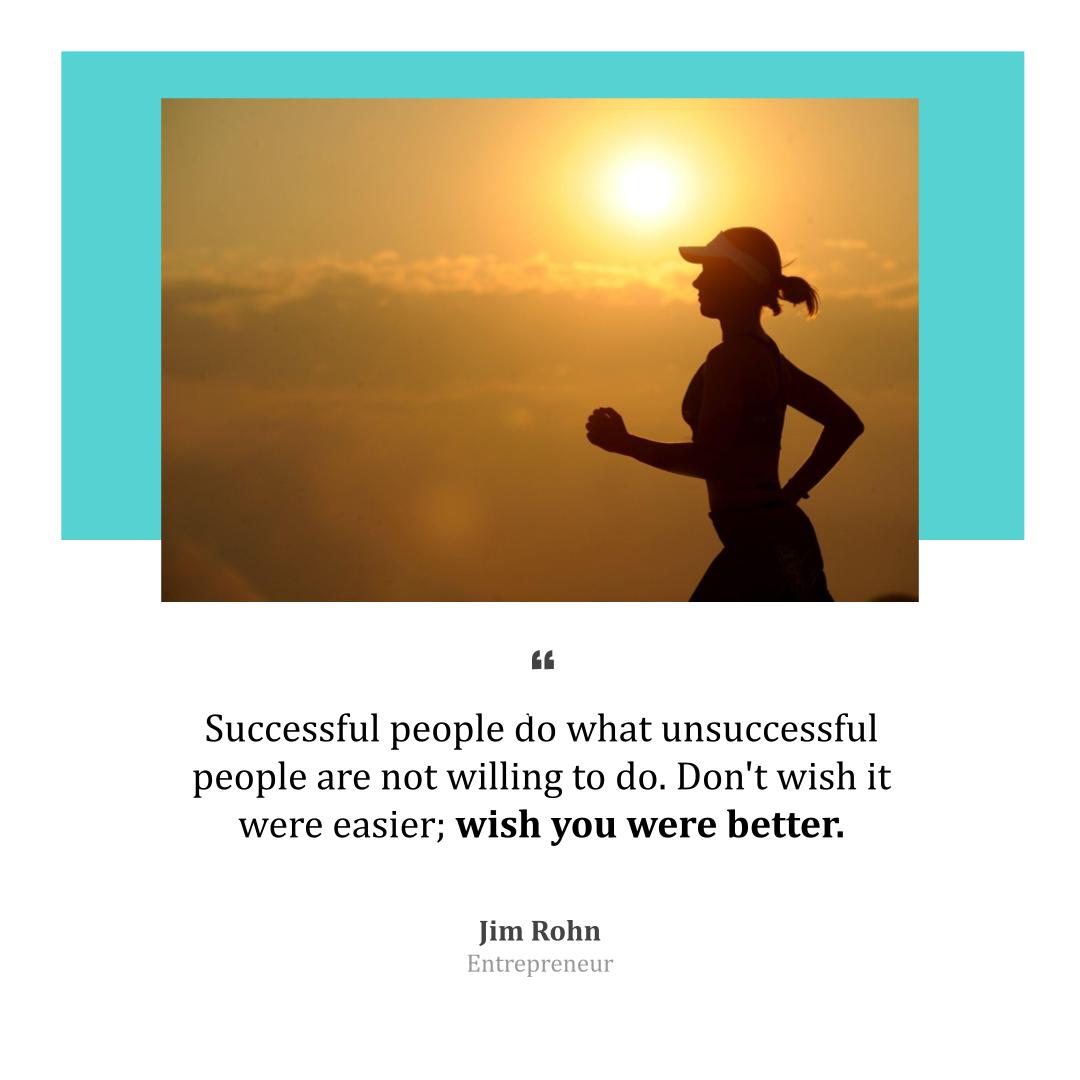 “
Successful people do what unsuccessful
people are not willing to do. Don't wish it
were easier; wish you were better.
Jim Rohn
Entrepreneur